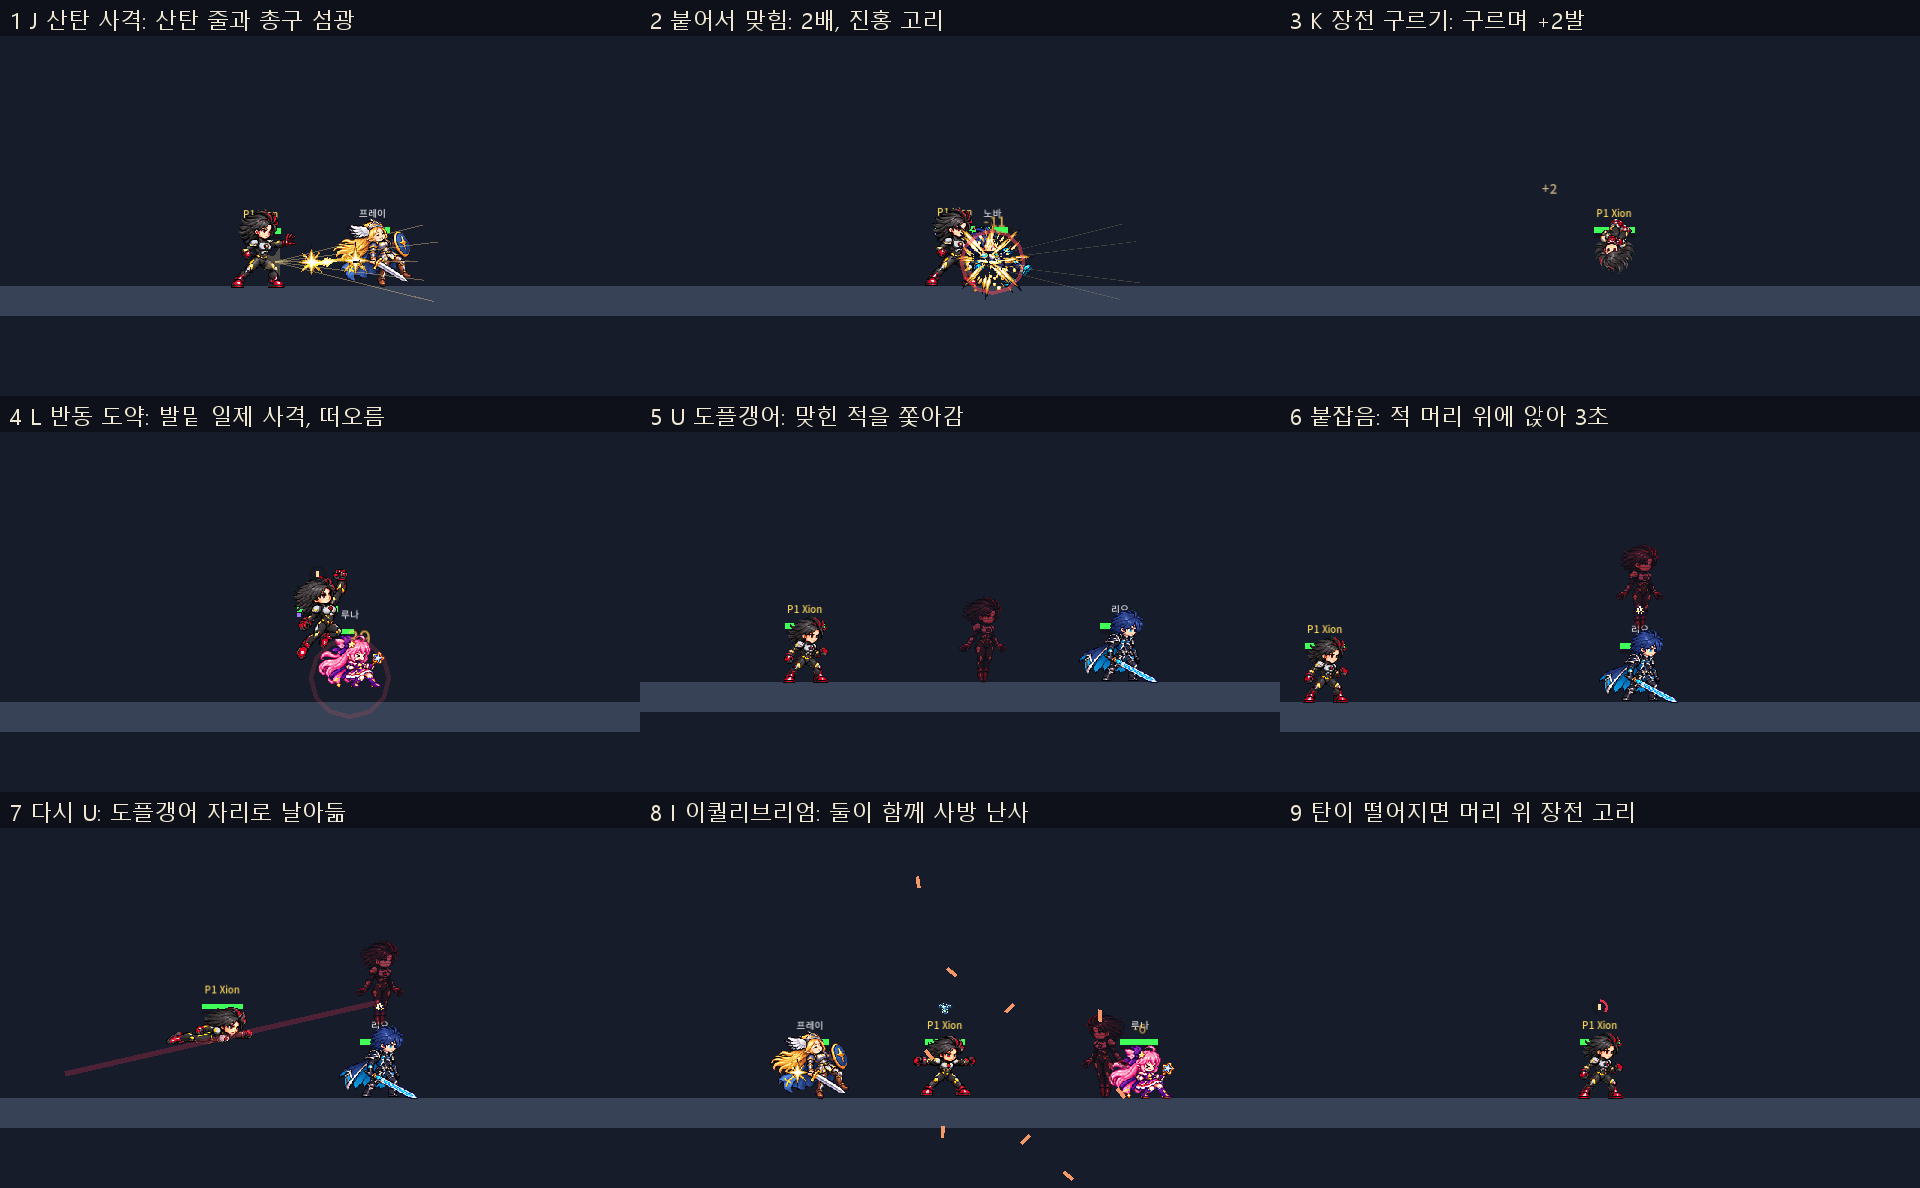 1 J 산탄 사격: 산탄 줄과 총구 섬광
프레이
2 붙어서 맞힘: 2배, 진홍 고리
노바
3 K 장전 구르기: 구르며 +2발
+2
P1 Xion
4 L 반동 도약: 발밑 일제 사격, 떠오름
루나
5 U 도플갱어: 맞힌 적을 쫓아감
P1 Xion
리오
6 붙잡음: 적 머리 위에 앉아 3초
P1 Xion
7 다시 U: 도플갱어 자리로 날아듦
P1 Xion
8 I 이퀄리브리엄: 둘이 함께 사방 난사
프레이
P1 Xion
루나
9 탄이 떨어지면 머리 위 장전 고리
P1 Xion